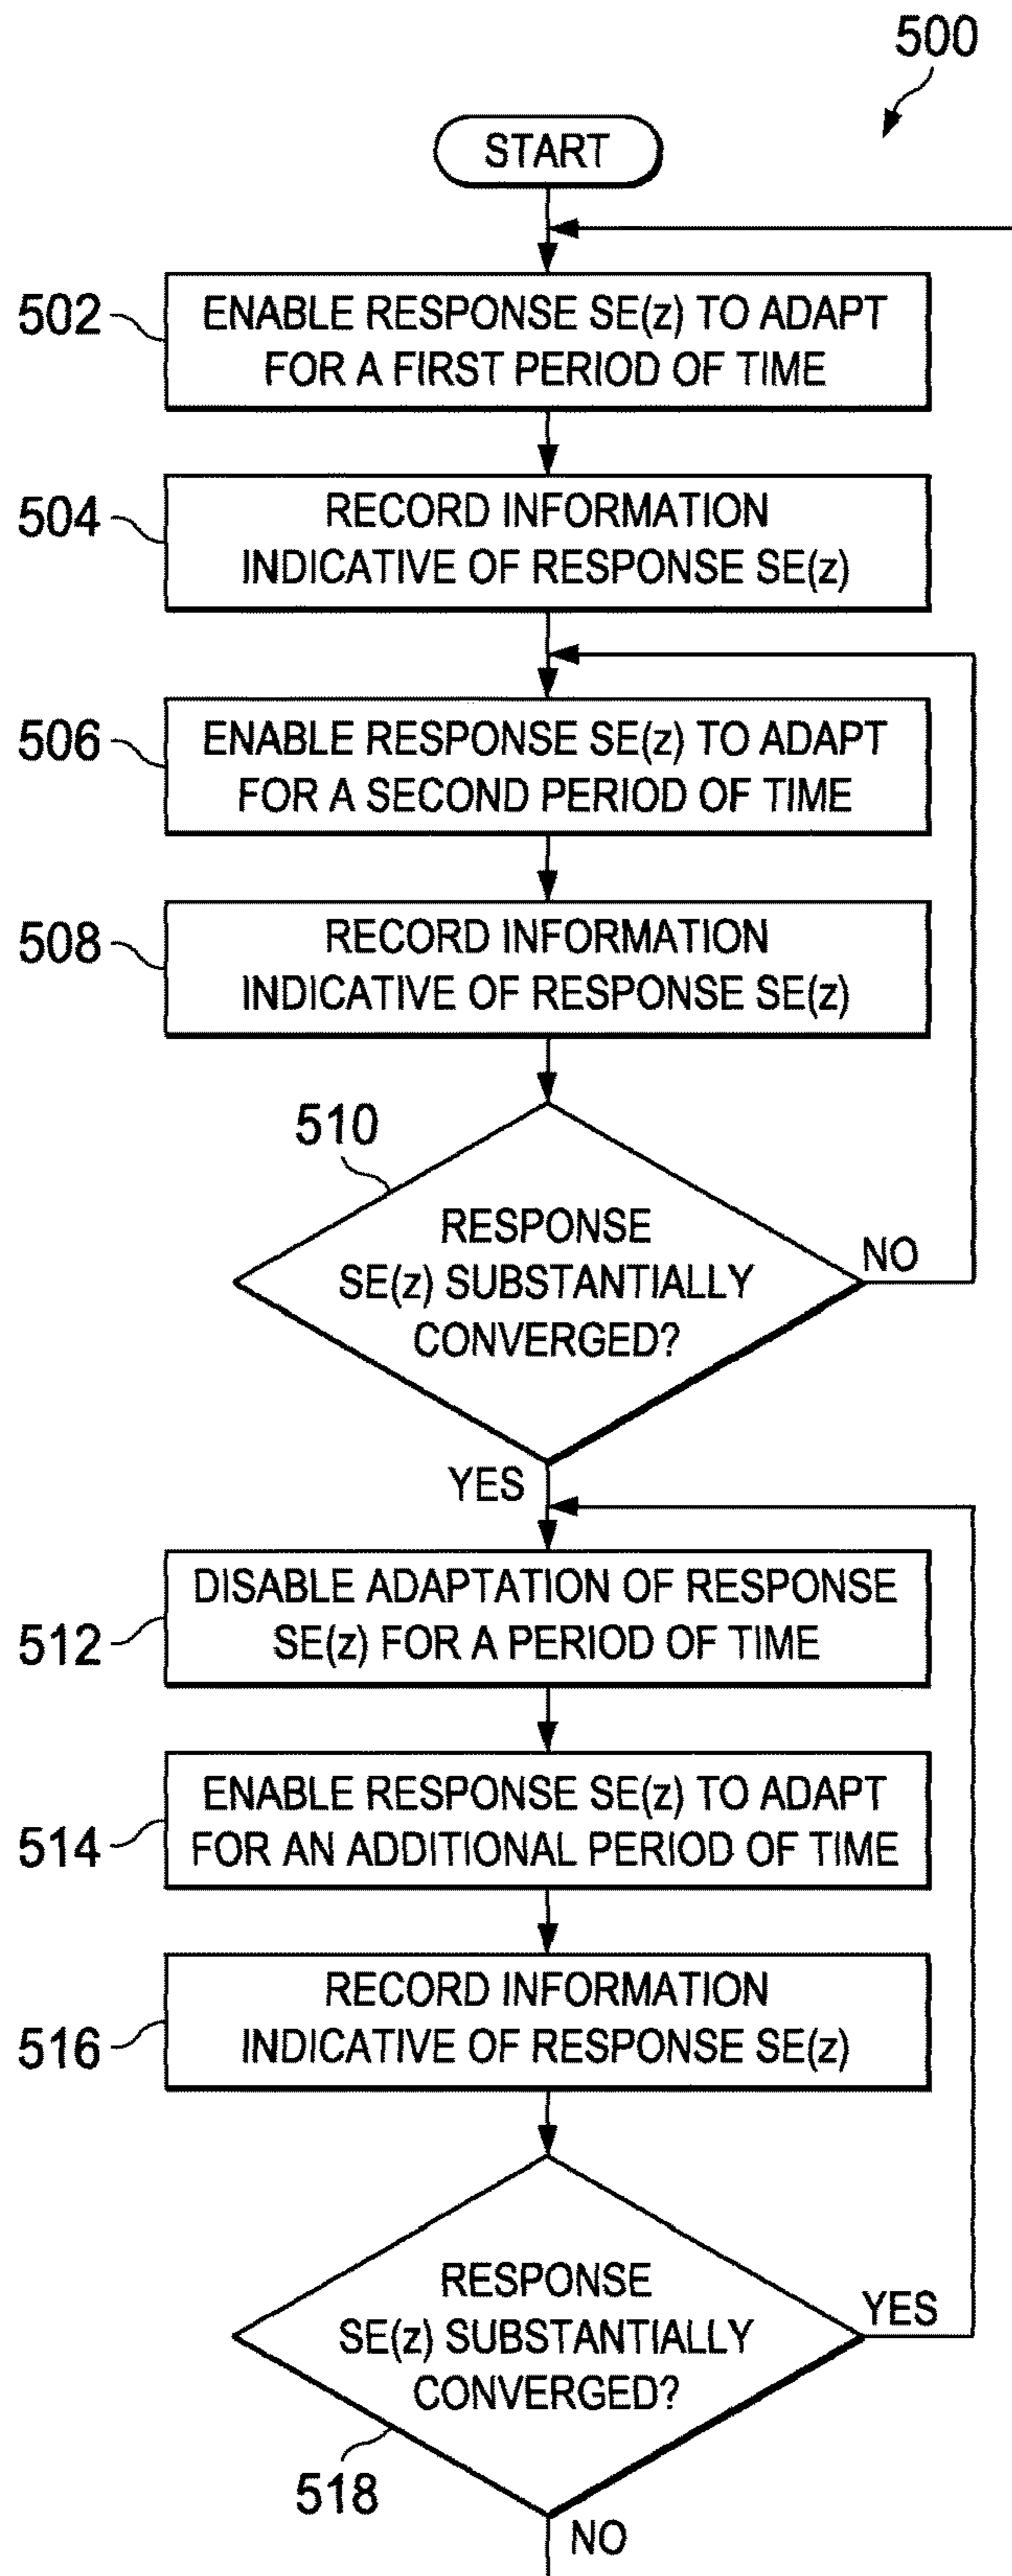 500
START
502
ENABLE RESPONSE SE(z) TO ADAPT
FOR A FIRST PERIOD OF TIME
504
RECORD INFORMATION
INDICATIVE OF RESPONSE SE(z)
506
ENABLE RESPONSE SE(z) TO ADAPT
FOR A SECOND PERIOD OF TIME
508
RECORD INFORMATION
INDICATIVE OF RESPONSE SE(z)
510
RESPONSE
SE(z) SUBSTANTIALLY
CONVERGED?
NO
YES
512
DISABLE ADAPTATION OF RESPONSE
SE(z) FOR A PERIOD OF TIME
514
ENABLE RESPONSE SE(z) TO ADAPT
FOR AN ADDITIONAL PERIOD OF TIME
516
RECORD INFORMATION
INDICATIVE OF RESPONSE SE(z)
RESPONSE
SE(z) SUBSTANTIALLY
CONVERGED?
YES
518
NO